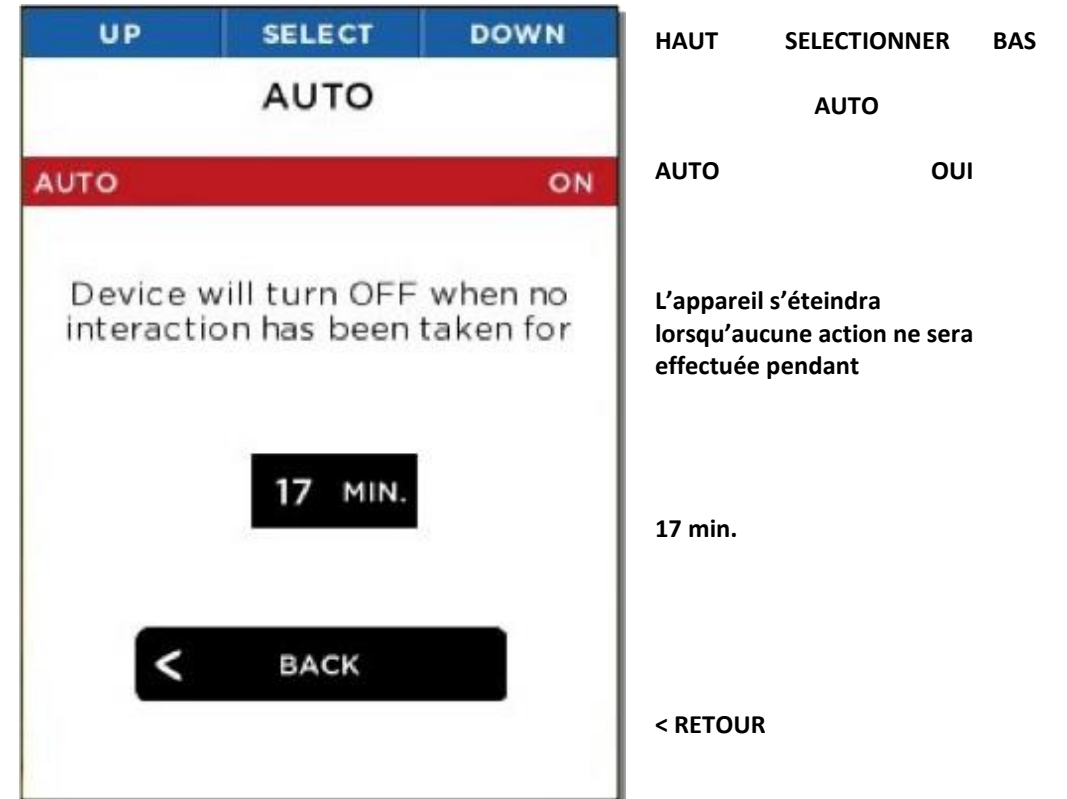 UP SELECT DOWN
AUTO
AUTO ON
Device will turn OFF when no
interaction has been taken for
17 MIN.
< BACK
HAUT SELECTIONNER BAS
AUTO
AUTO OUI
L’appareil s’éteindra
lorsqu’aucune action ne sera
effectuée pendant
17 min.
< RETOUR